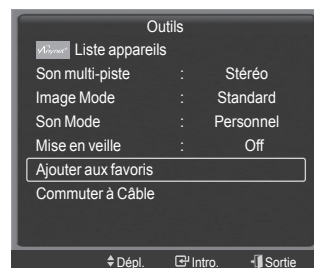 Outils
Anynet+ Liste appareils
Son multi-piste : Stéréo
Image Mode : Standard
Son Mode : Personnel
Mise en veille : Off
Ajouter aux favoris
Commuter à Câble
Dépl. Intro. Sortie